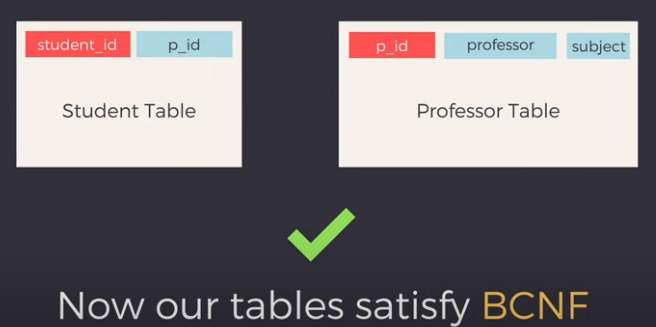 student_id p_id
Student Table
p_id professor subject
Professor Table
Now our tables satisfy BCNF